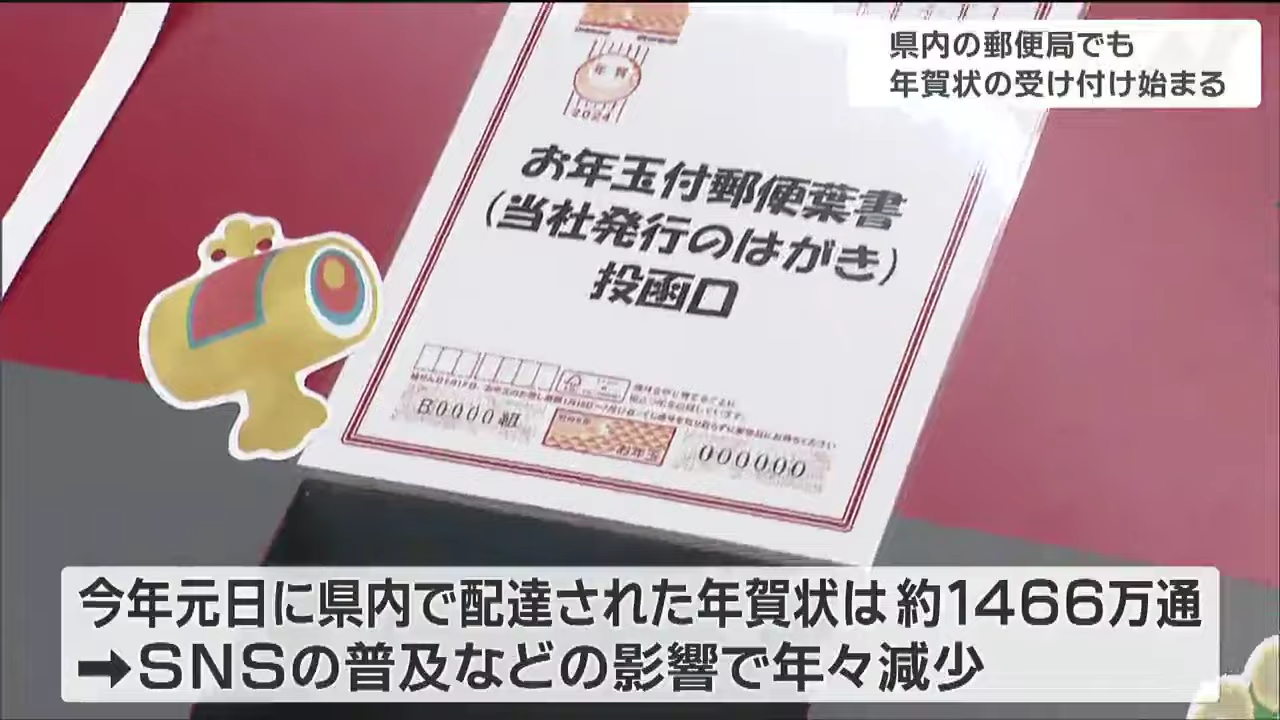 県内の郵便局でも
年賀状の受け付け始まる
年賀
2024
お年玉付郵便葉書
(当社発行のはがき)
投函口
B0000組
お年玉
000000
今年元日に県内で配達された年賀状は 約1466万通
➡SNSの普及などの影響で年々減少